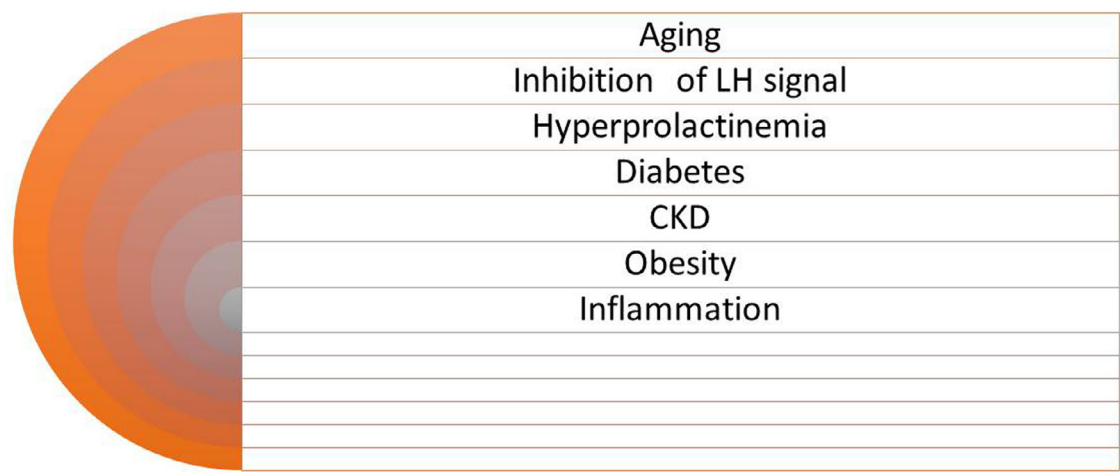 Aging
Inhibition of LH signal
Hyperprolactinemia
Diabetes
CKD
Obesity
Inflammation